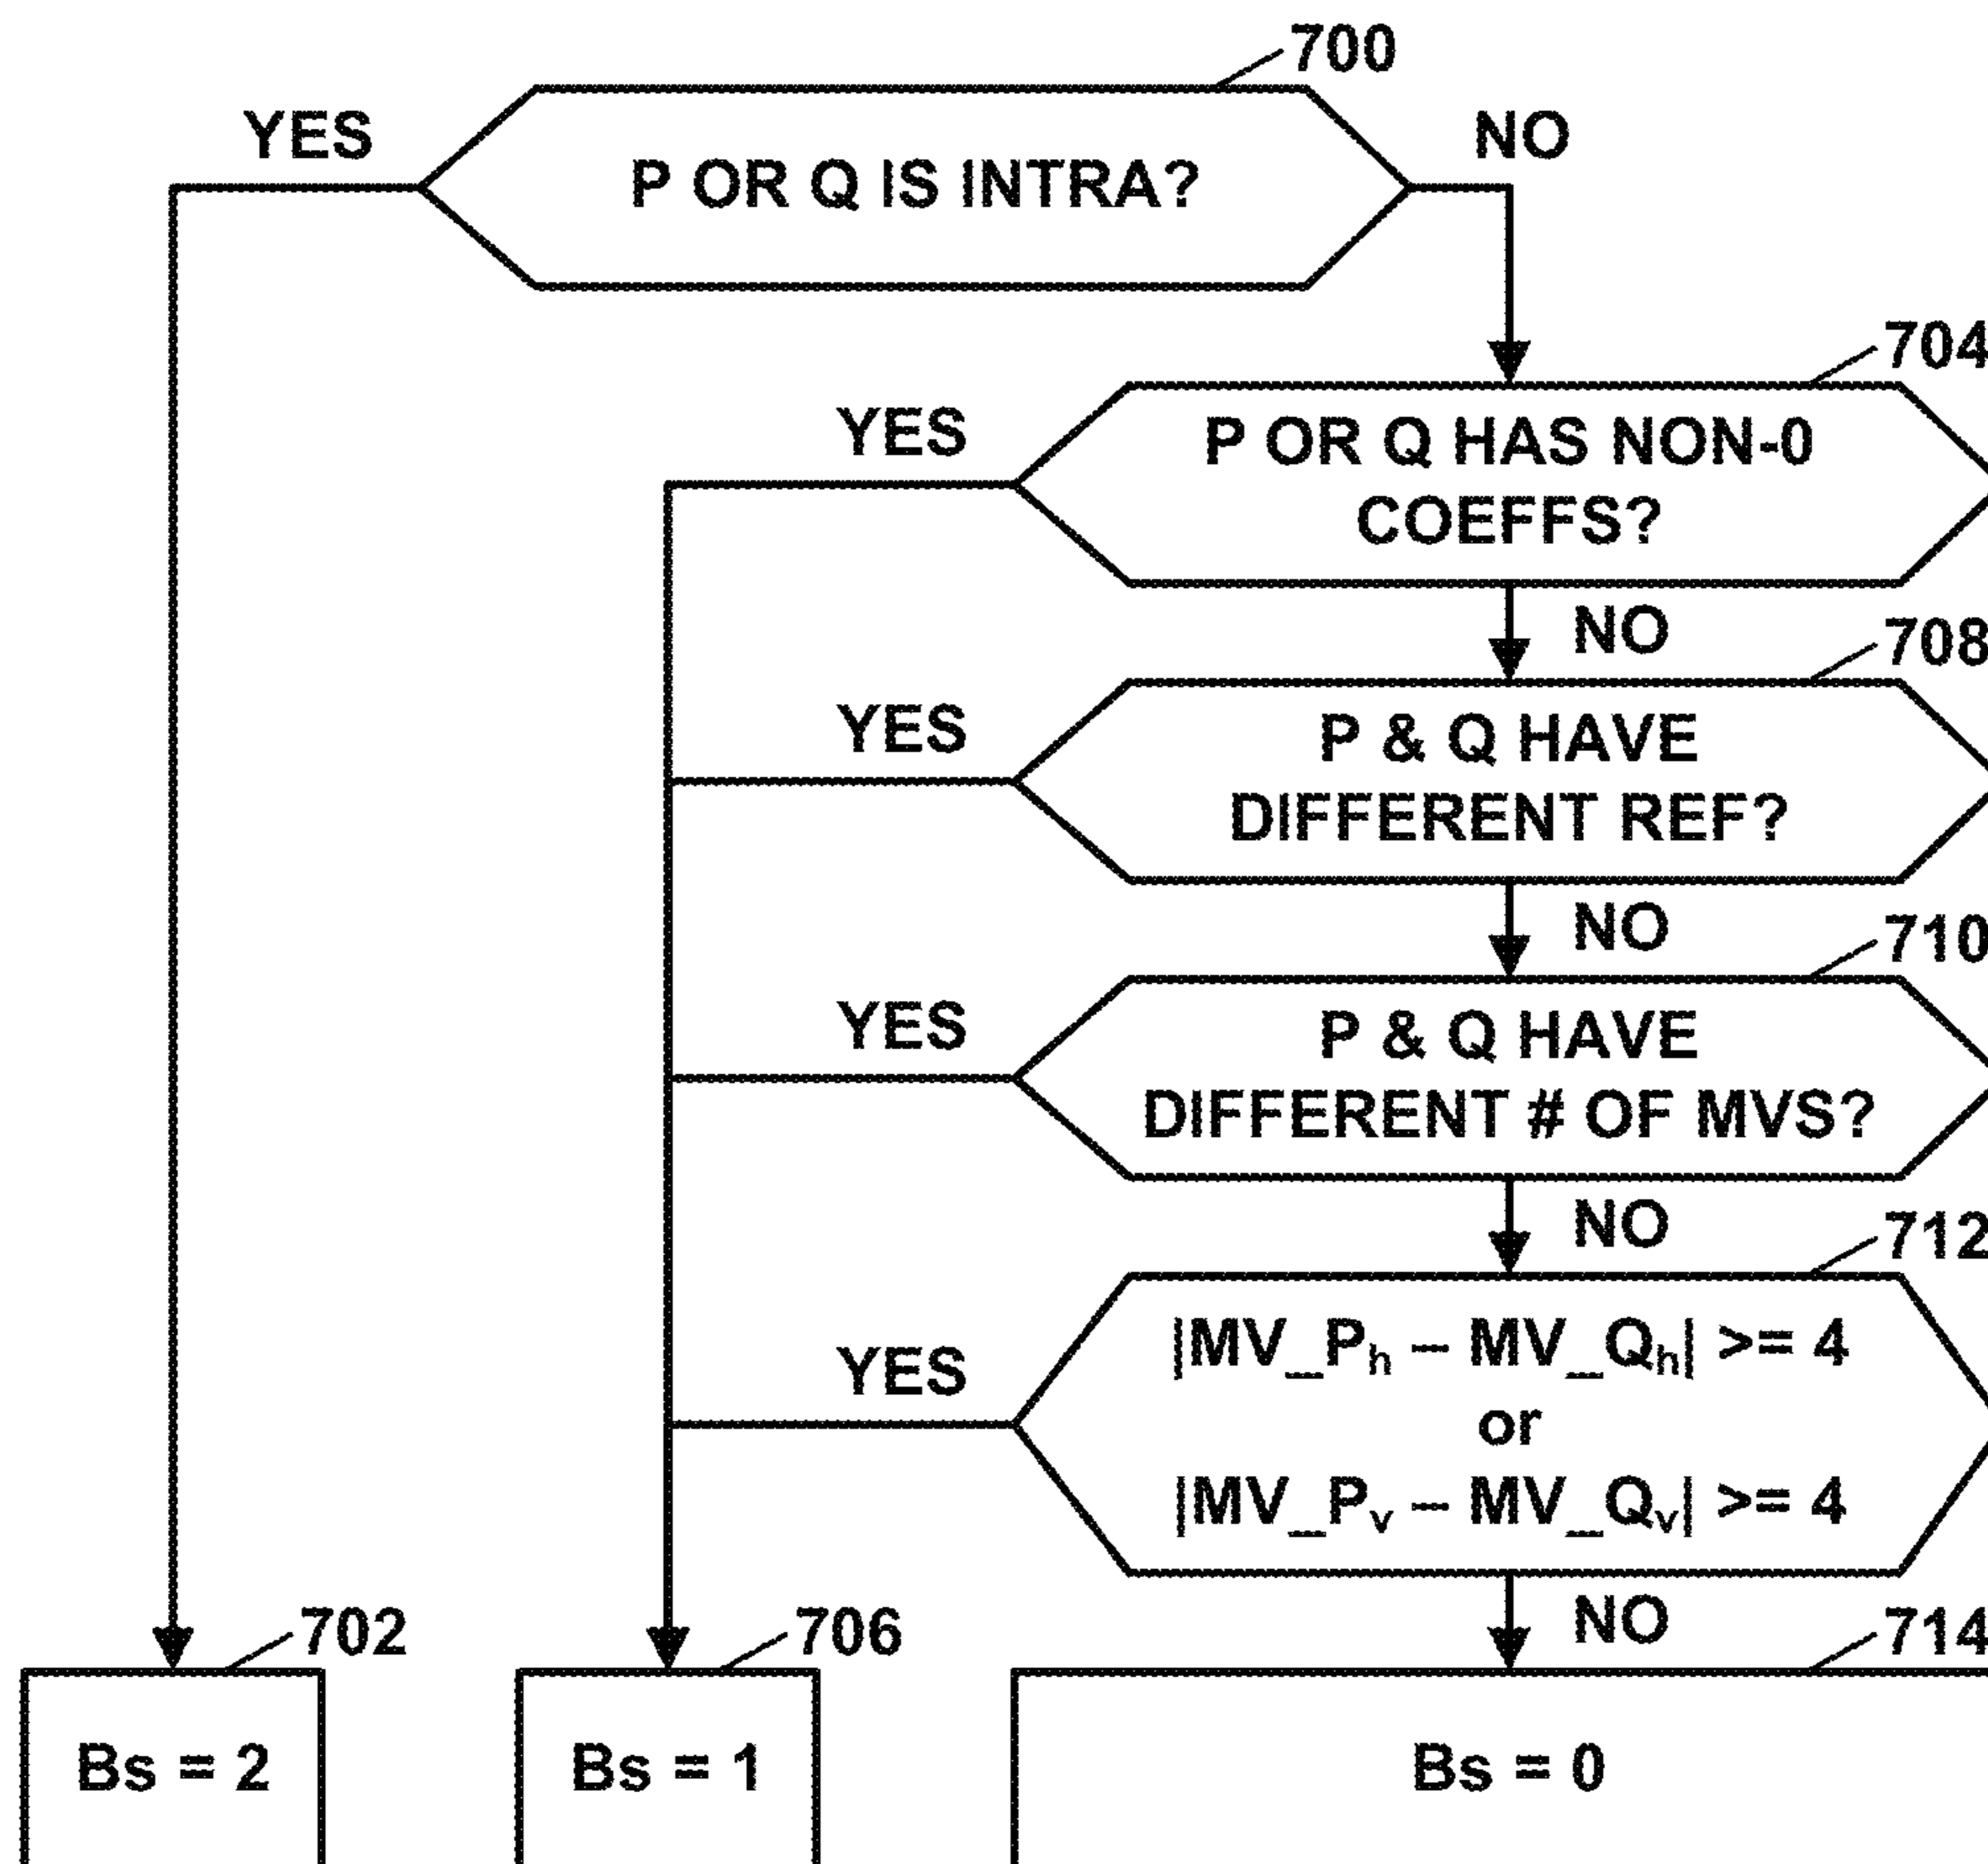 700
YES
NO
P OR Q IS INTRA?
704
YES
P OR Q HAS NON-0
COEFFS?
NO
708
YES
P & Q HAVE
DIFFERENT REF?
NO
710
YES
P & Q HAVE
DIFFERENT # OF MVS?
NO
712
YES
|MV_Ph – MV_Qh| >= 4
or
|MV_Pv – MV_Qv| >= 4
NO
702
706
714
Bs = 2
Bs = 1
Bs = 0